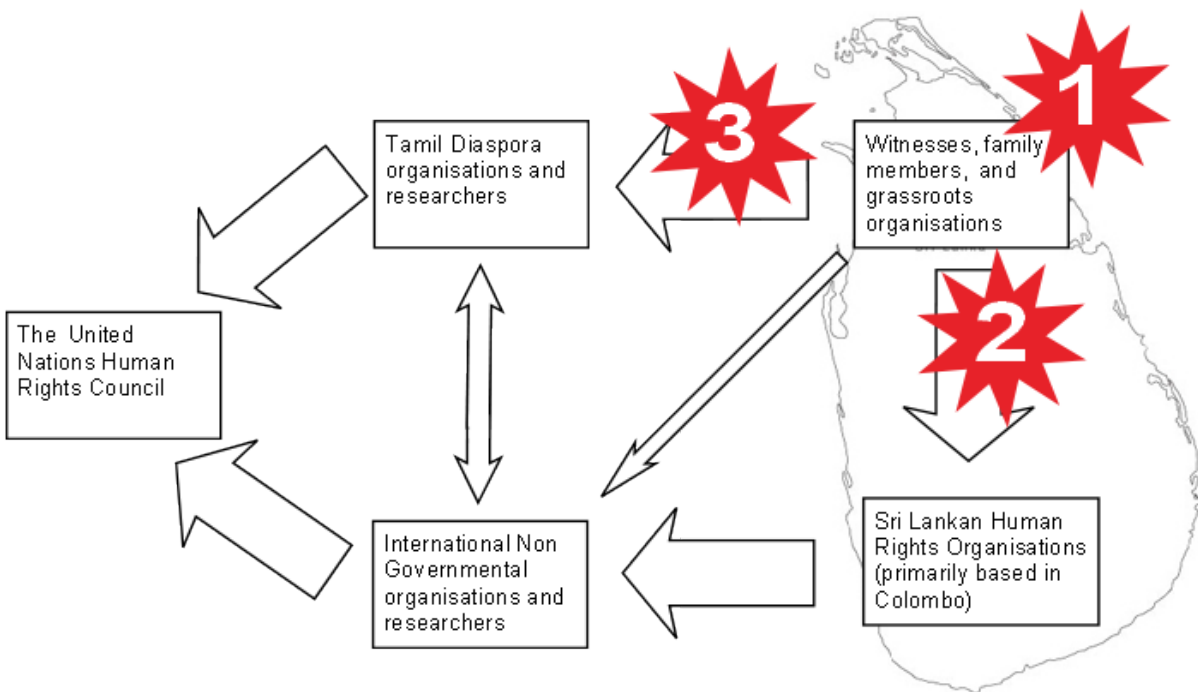 Tamil Diaspora
organisations and
researchers
3
1
Witnesses, family
members, and
grassroots
organisations
2
The United
Nations Human
Rights Council
International Non
Governmental
organisations and
researchers
Sri Lankan Human
Rights Organisations
(primarily based in
Colombo)